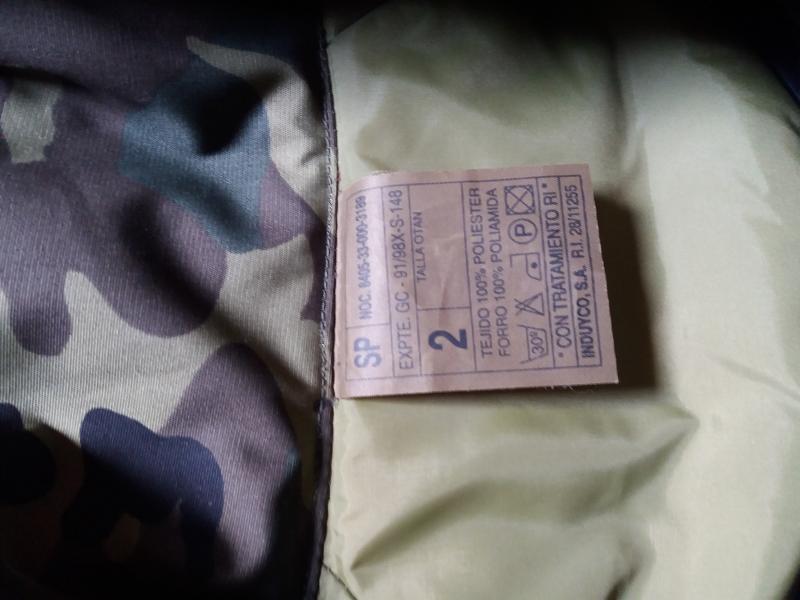 SP NOC. 8405-33-000-3189
EXPTE. GC - 91/98X-S-148
2 TALLA OTAN
TEJIDO 100% POLIESTER
FORRO 100% POLIAMIDA
30º P
* CON TRATAMIENTO RI *
INDUYCO, S.A. R.I. 28/11255